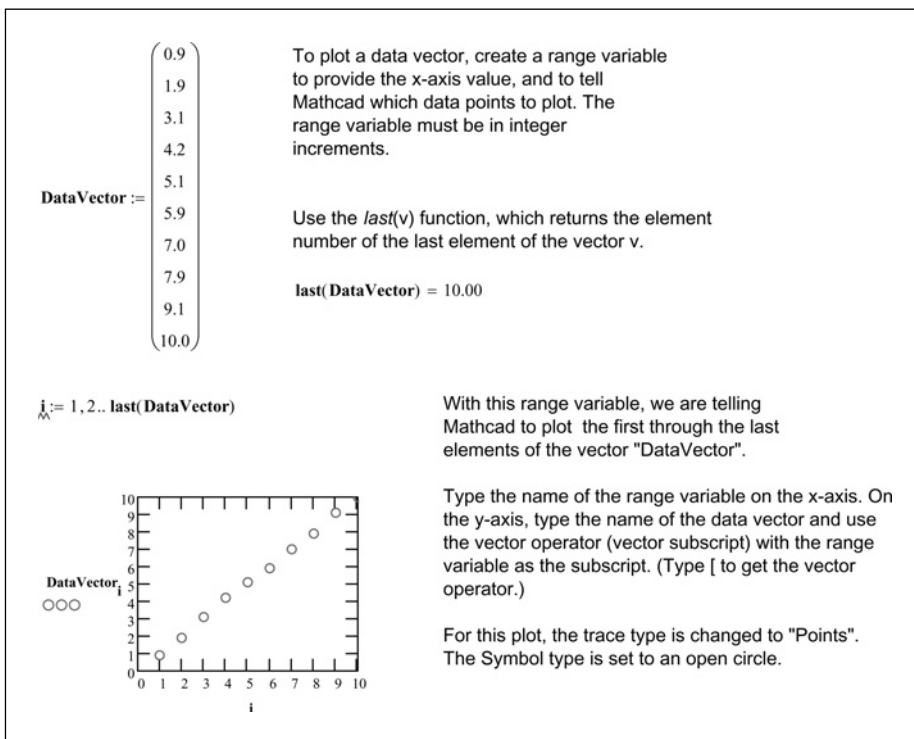 To plot a data vector, create a range variable
to provide the x-axis value, and to tell
Mathcad which data points to plot. The
range variable must be in integer
increments.
DataVector :=
0.9
1.9
3.1
4.2
5.1
5.9
7.0
7.9
9.1
10.0
Use the last(v) function, which returns the element
number of the last element of the vector v.
last(DataVector) = 10.00
i := 1, 2.. last(DataVector)
With this range variable, we are telling
Mathcad to plot the first through the last
elements of the vector "DataVector".
Type the name of the range variable on the x-axis. On
the y-axis, type the name of the data vector and use
the vector operator (vector subscript) with the range
variable as the subscript. (Type [ to get the vector
operator.)
For this plot, the trace type is changed to "Points".
The Symbol type is set to an open circle.
10
9
8
7
6
5
4
3
2
1
0
DataVector i
0 1 2 3 4 5 6 7 8 9 10
i